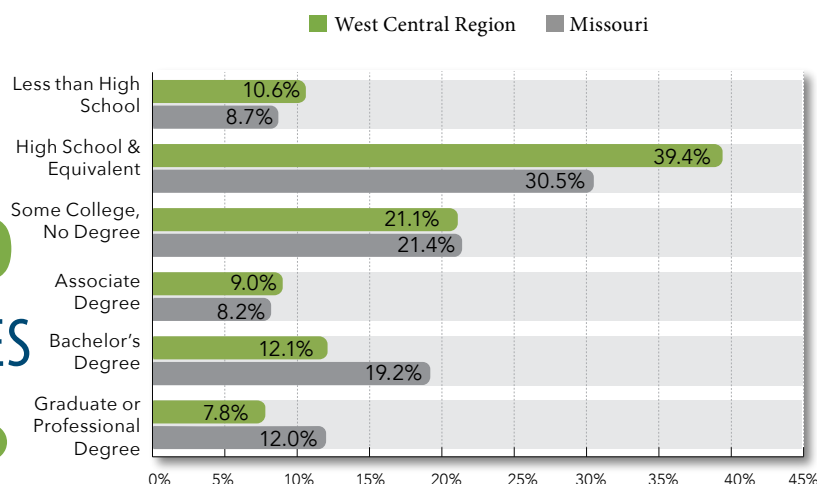 West Central Region Missouri
Less than High
School
10.6%
8.7%
High School &
Equivalent
39.4%
30.5%
Some College,
No Degree
21.1%
21.4%
Associate
Degree
9.0%
8.2%
ES
Bachelor's
Degree
12.1%
19.2%
Graduate or
Professional
Degree
7.8%
12.0%
0% 5% 10% 15% 20% 25% 30% 35% 40% 45%